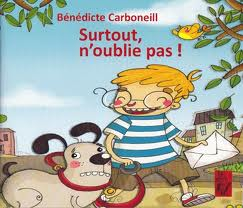 Bénédicte Carboneill
Surtout,
n'oublie pas !